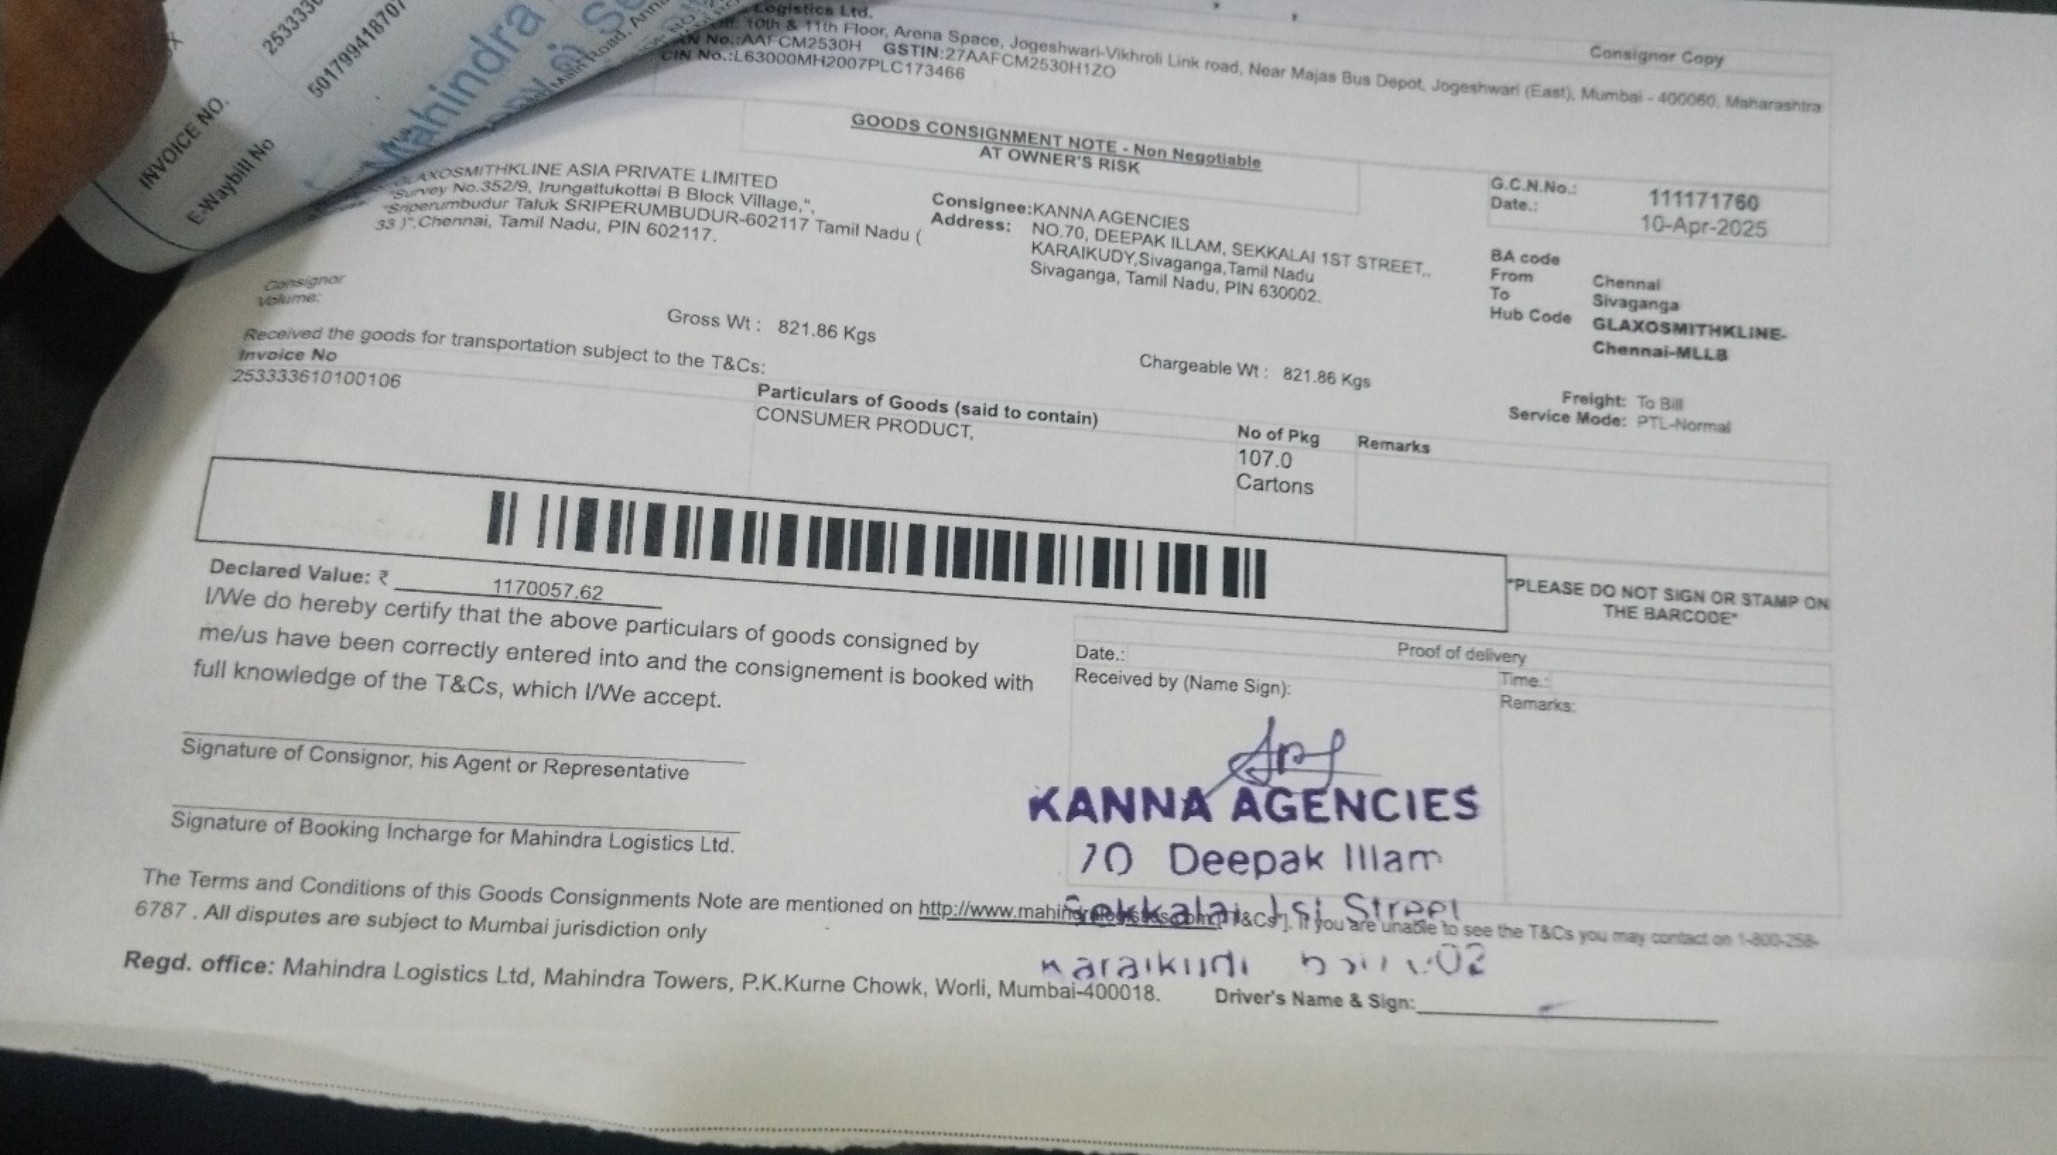 INVOICE NO.
E-Waybill No
501799418707
Mahindra
Logistics Ltd.
10th & 11th Floor, Arena Space, Jogeshwari-Vikhroli Link road, Near Majas Bus Depot, Jogeshwari (East), Mumbai - 400060, Maharashtra
No.:AAFCM2530H GSTIN:27AAFCM2530H1ZO
CIN No.:L63000MH2007PLC173466
Consignor Copy
GOODS CONSIGNMENT NOTE - Non Negotiable
AT OWNER'S RISK
GLAXOSMITHKLINE ASIA PRIVATE LIMITED
"Survey No.352/9, Irungattukottai B Block Village,",
"Sriperumbudur Taluk SRIPERUMBUDUR-602117 Tamil Nadu (
33 )",Chennai, Tamil Nadu, PIN 602117.
Consignee:KANNA AGENCIES
Address: NO.70, DEEPAK ILLAM, SEKKALAI 1ST STREET,,
KARAIKUDY,Sivaganga,Tamil Nadu
Sivaganga, Tamil Nadu, PIN 630002.
G.C.N.No.: 111171760
Date.: 10-Apr-2025
BA code
From Chennai
To Sivaganga
Hub Code GLAXOSMITHKLINE-
Chennai-MLLB
Consignor
Volume:
Gross Wt : 821.86 Kgs
Chargeable Wt : 821.86 Kgs
Freight: To Bill
Service Mode: PTL-Normal
Received the goods for transportation subject to the T&Cs:
Invoice No
253333610100106
Particulars of Goods (said to contain)
CONSUMER PRODUCT,
No of Pkg
107.0
Cartons
Remarks
"PLEASE DO NOT SIGN OR STAMP ON
THE BARCODE"
Declared Value: ₹ 1170057.62
I/We do hereby certify that the above particulars of goods consigned by
me/us have been correctly entered into and the consignement is booked with
full knowledge of the T&Cs, which I/We accept.
Proof of delivery
Date.:
Time.:
Received by (Name Sign):
Remarks:
KANNA AGENCIES
70 Deepak Illam
Sekkalai Ist Street
Karaikudi
Signature of Consignor, his Agent or Representative
Signature of Booking Incharge for Mahindra Logistics Ltd.
The Terms and Conditions of this Goods Consignments Note are mentioned on http://www.mahindralogistics.com[T&Cs]. If you are unable to see the T&Cs you may contact on 1-800-258-
6787 . All disputes are subject to Mumbai jurisdiction only
Regd. office: Mahindra Logistics Ltd, Mahindra Towers, P.K.Kurne Chowk, Worli, Mumbai-400018.
Driver's Name & Sign: